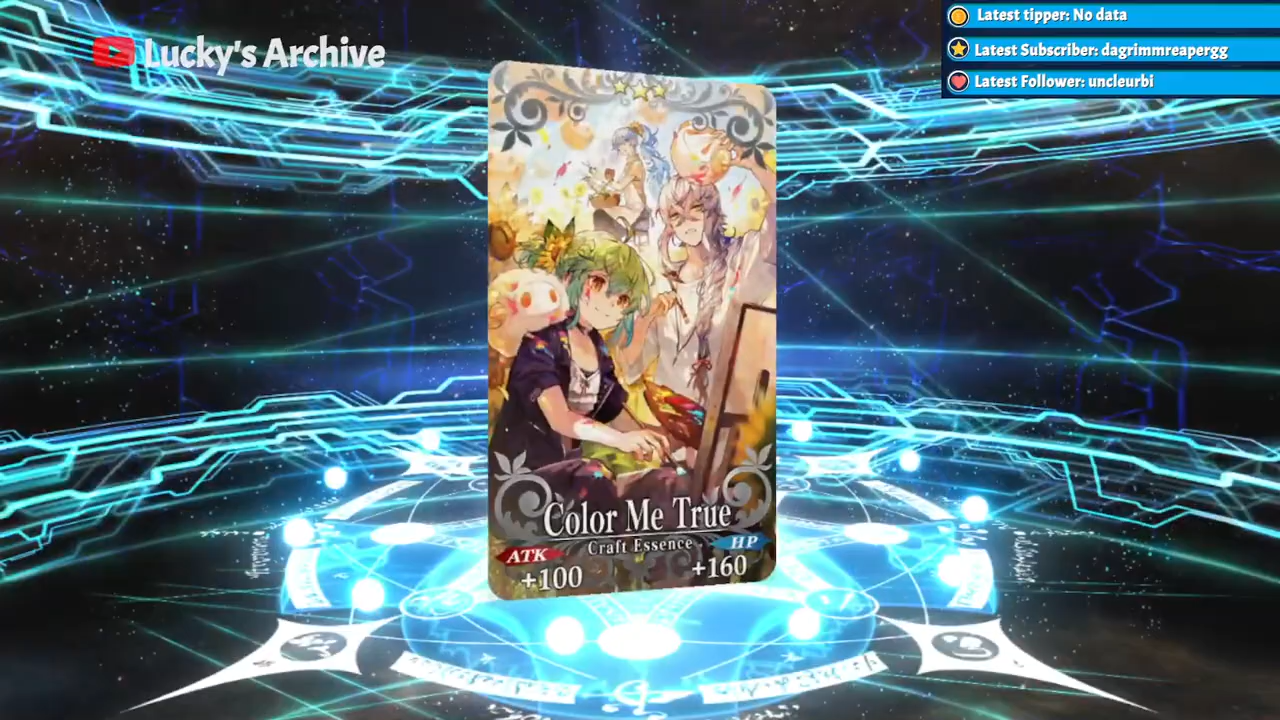 Lucky's Archive
Latest tipper: No data
Latest Subscriber: dagrimmreapergg
Latest Follower: uncleurbi
Color Me True
Craft Essence
ATK
HP
+100
+160